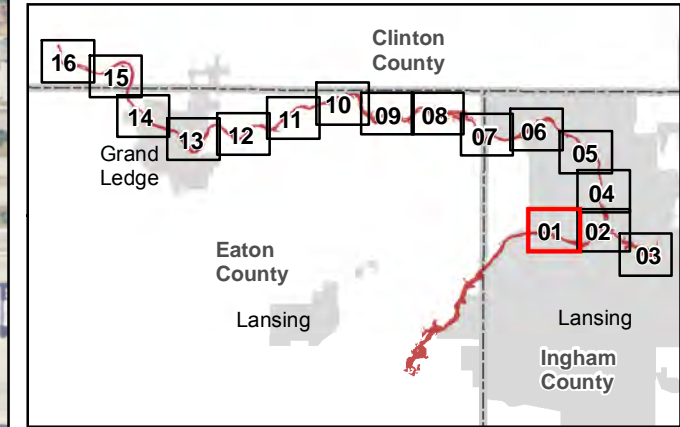 Clinton
County
16
15
14
13
12
11
10
09
08
07
06
05
04
01
02
03
Grand
Ledge
Eaton
County
Lansing
Lansing
Ingham
County